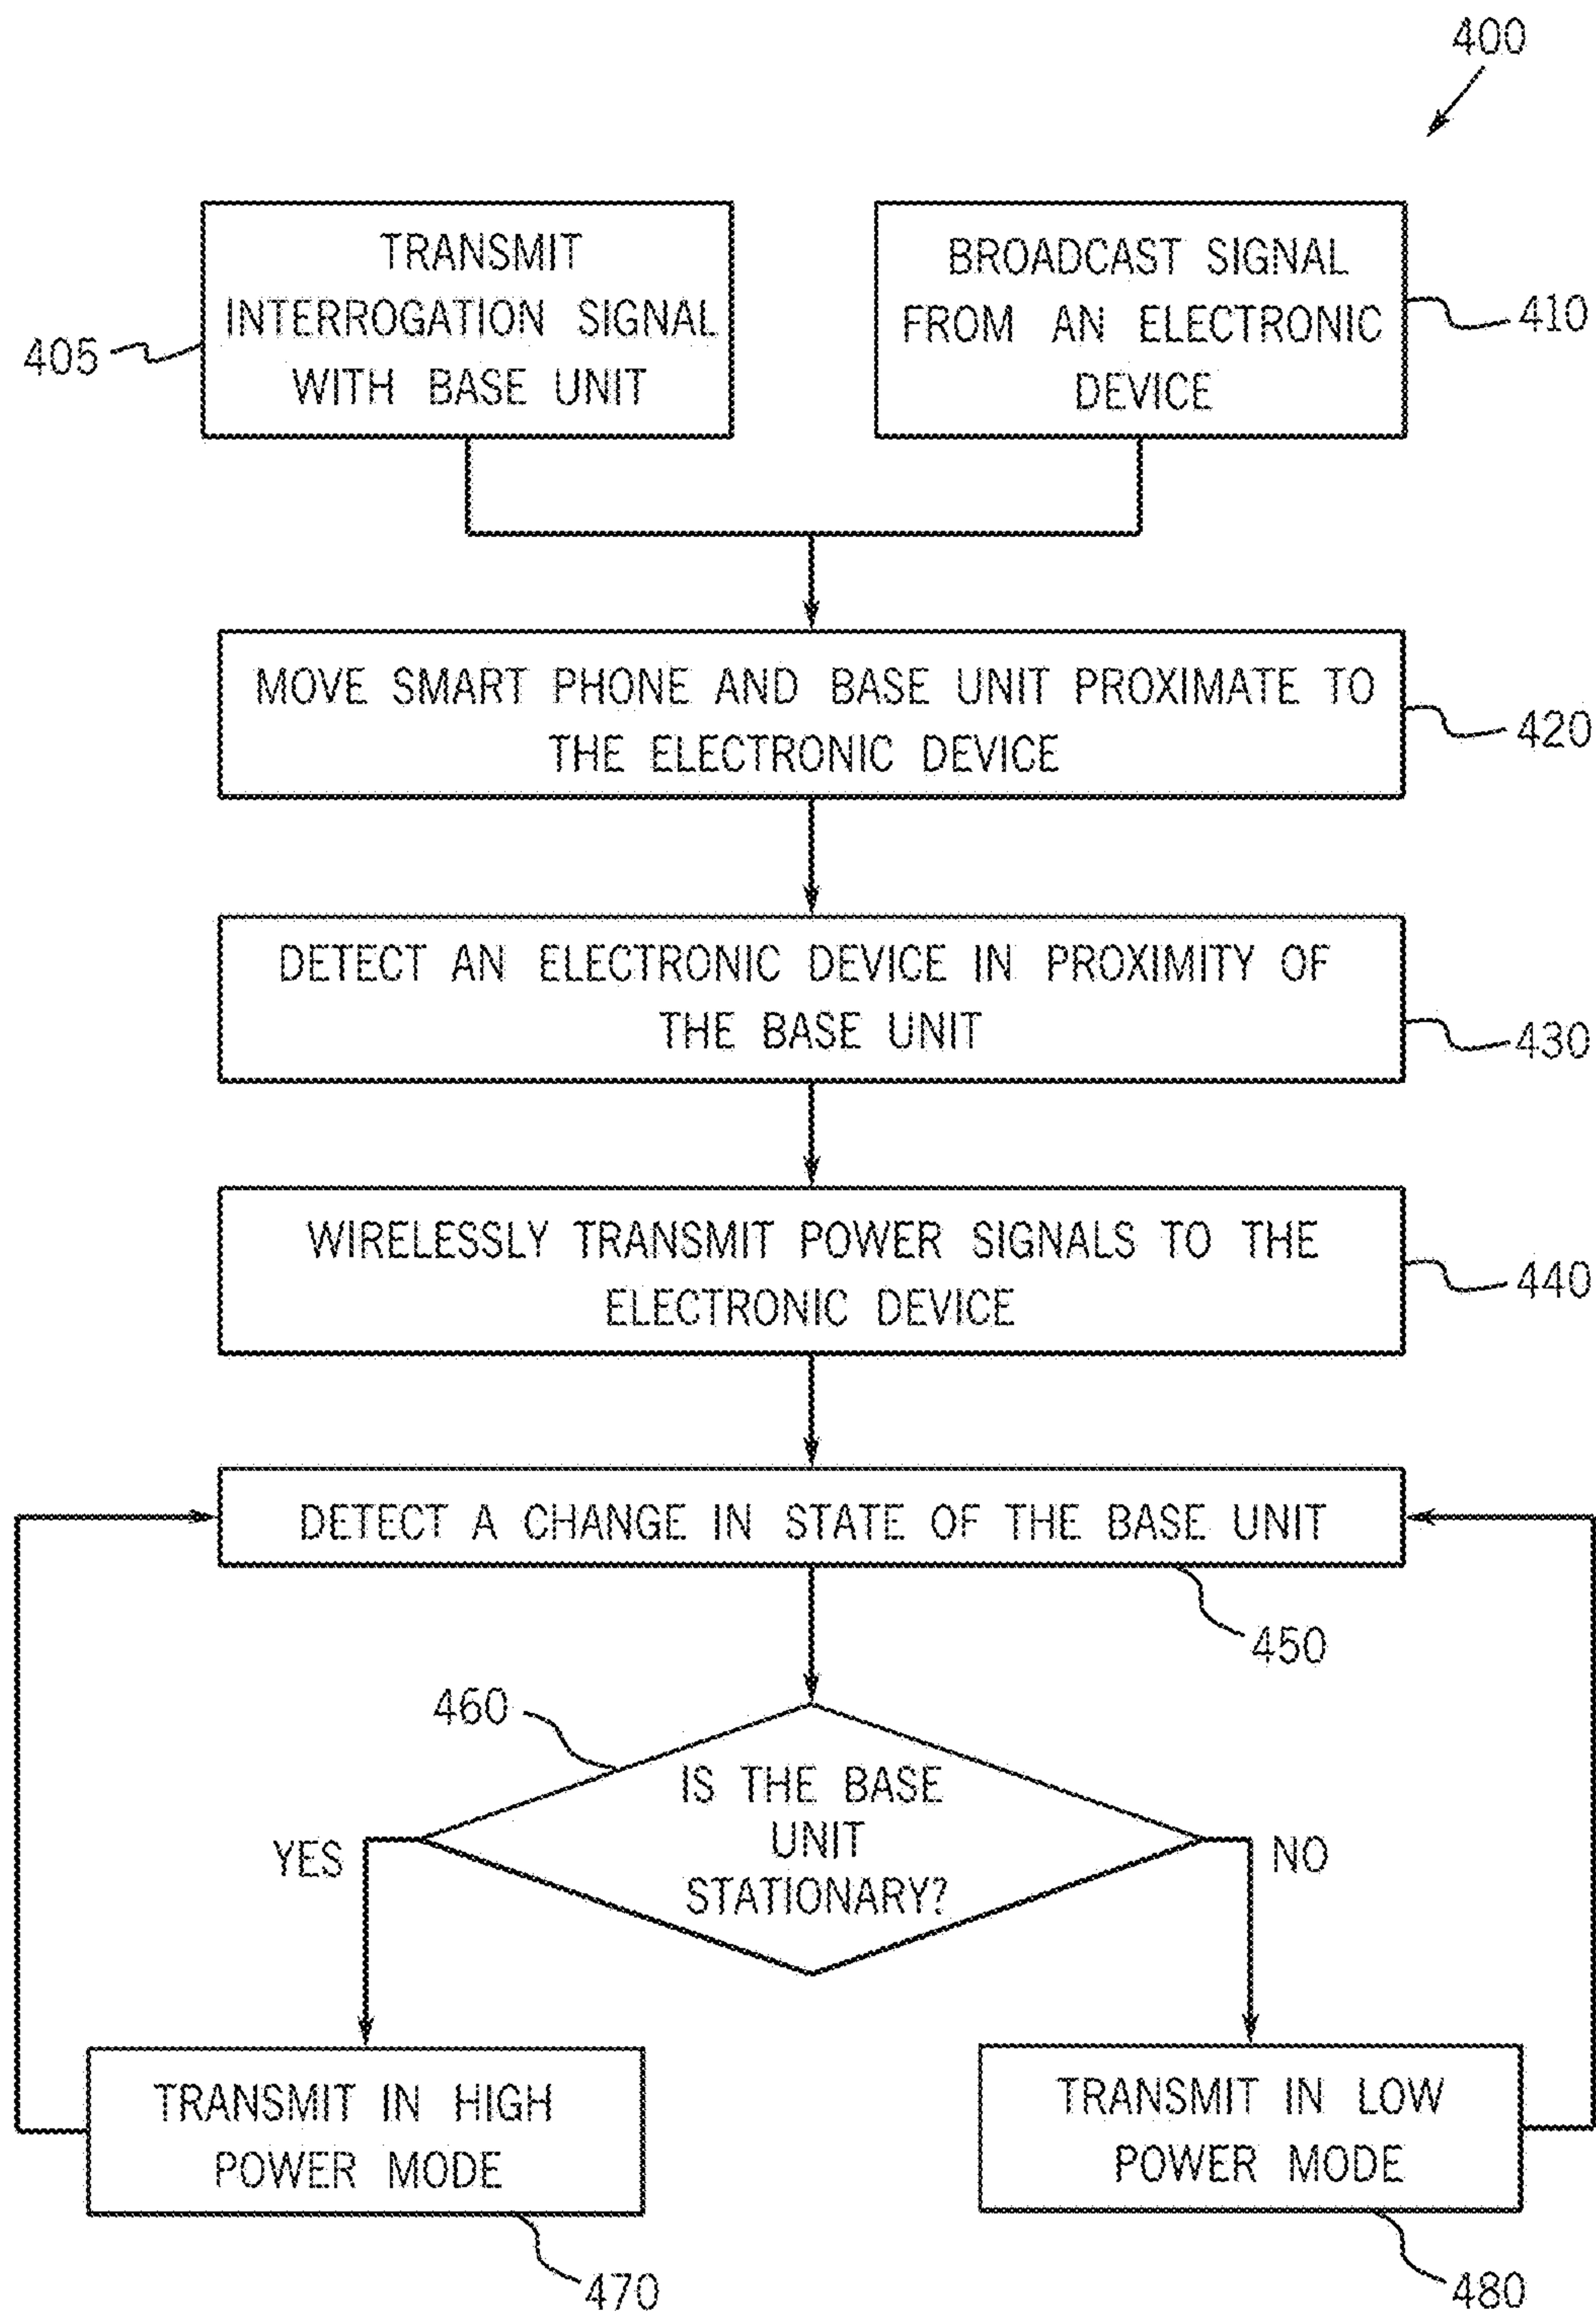 400
TRANSMIT
INTERROGATION SIGNAL
WITH BASE UNIT
405
BROADCAST SIGNAL
FROM AN ELECTRONIC
DEVICE
410
MOVE SMART PHONE AND BASE UNIT PROXIMATE TO
THE ELECTRONIC DEVICE
420
DETECT AN ELECTRONIC DEVICE IN PROXIMITY OF
THE BASE UNIT
430
WIRELESSLY TRANSMIT POWER SIGNALS TO THE
ELECTRONIC DEVICE
440
DETECT A CHANGE IN STATE OF THE BASE UNIT
450
460
IS THE BASE
UNIT
STATIONARY?
YES
NO
TRANSMIT IN HIGH
POWER MODE
470
TRANSMIT IN LOW
POWER MODE
480